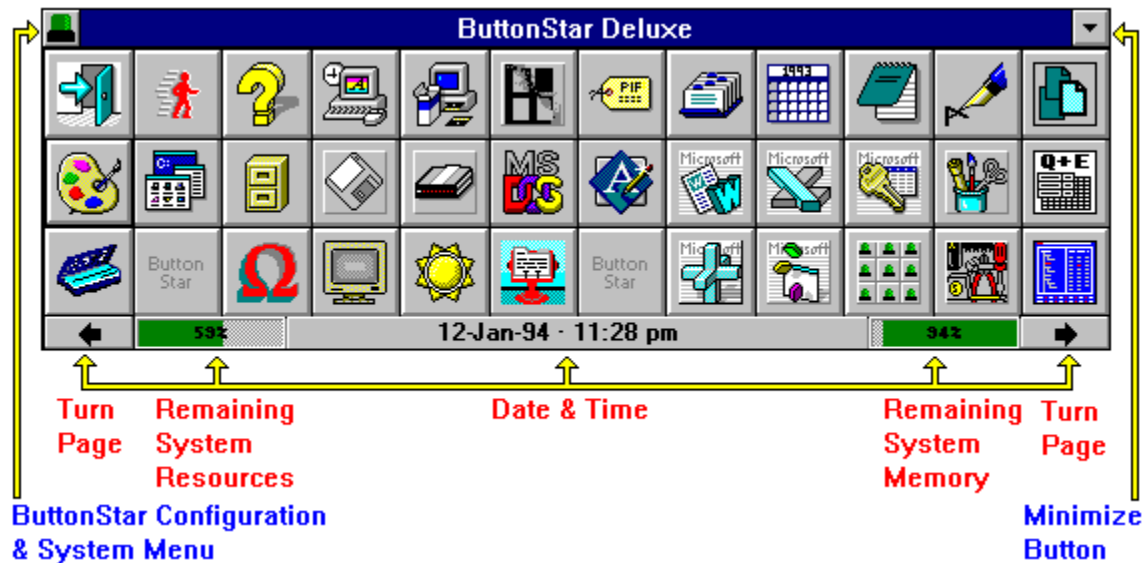 ButtonStar Deluxe
PIF
1993
C:\
MS
DOS
A
Microsoft
W
W
Microsoft
Microsoft
Q+E
Button
Star
Ω
Button
Star
Microsoft
Microsoft
59%
12-Jan-94 · 11:28 pm
94%
Turn
Page
Remaining
System
Resources
Date & Time
Remaining
System
Memory
Turn
Page
ButtonStar Configuration
& System Menu
Minimize
Button